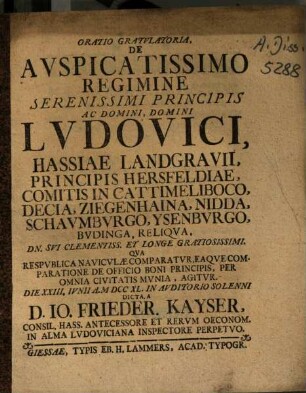 A. Diss.
5288
ORATIO GRATVLATORIA,
DE
AVSPICATISSIMO
REGIMINE
SERENISSIMI PRINCIPIS
AC DOMINI, DOMINI
LVDOVICI,
HASSIAE LANDGRAVII,
PRINCIPIS HERSFELDIAE,
COMITIS IN CATTIMELIBOCO,
DECIA, ZIEGENHAINA, NIDDA,
SCHAVMBVRGO, YSENBVRGO,
BVDINGA, RELIQVA,
DN. SVI CLEMENTISS. ET LONGE GRATIOSISSIMI.
QVA
RESPVBLICA NAVICVLÆ COMPARATVR, EAQVE COM-
PARATIONE DE OFFICIO BONI PRINCIPIS, PER
OMNIA CIVITATIS MVNIA, AGITVR.
DIE XXIII, IVNII A.M DCC XL. IN AVDITORIO SOLENNI
DICTA A
D. IO. FRIEDER. KAYSER,
CONSIL. HASS. ANTECESSORE ET RERVM OECONOM.
IN ALMA LVDOVICIANA INSPECTORE PERPETVO.
GIESSAE, TYPIS EB. H. LAMMERS, ACAD. TYPOGR.